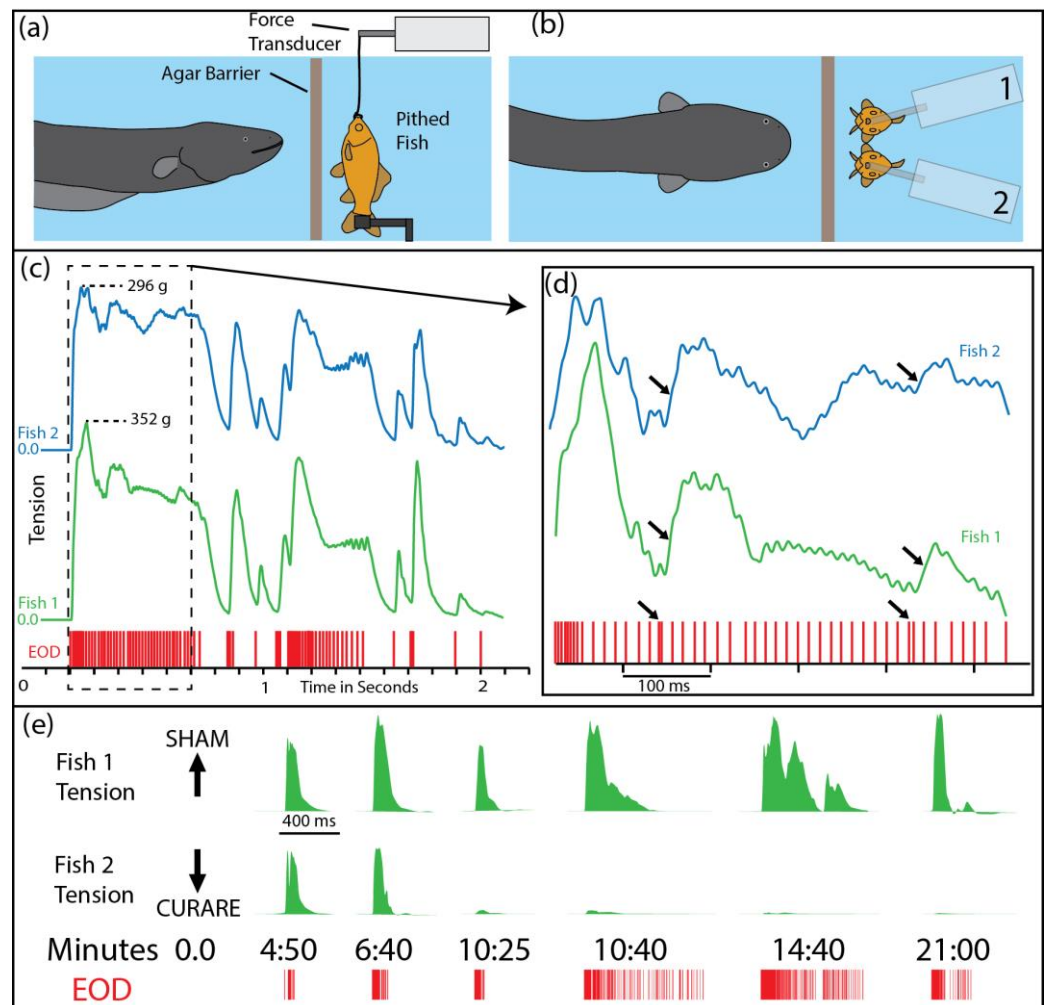 (a)
Force
Transducer
Agar Barrier
Pithed
Fish
(b)
1
2
(c)
296 g
Fish 2
0.0
352 g
Tension
Fish 1
0.0
EOD
0 1 Time in Seconds 2
(d)
Fish 2
Fish 1
100 ms
(e)
SHAM
Fish 1
Tension
400 ms
Fish 2
Tension
CURARE
Minutes 0.0 4:50 6:40 10:25 10:40 14:40 21:00
EOD